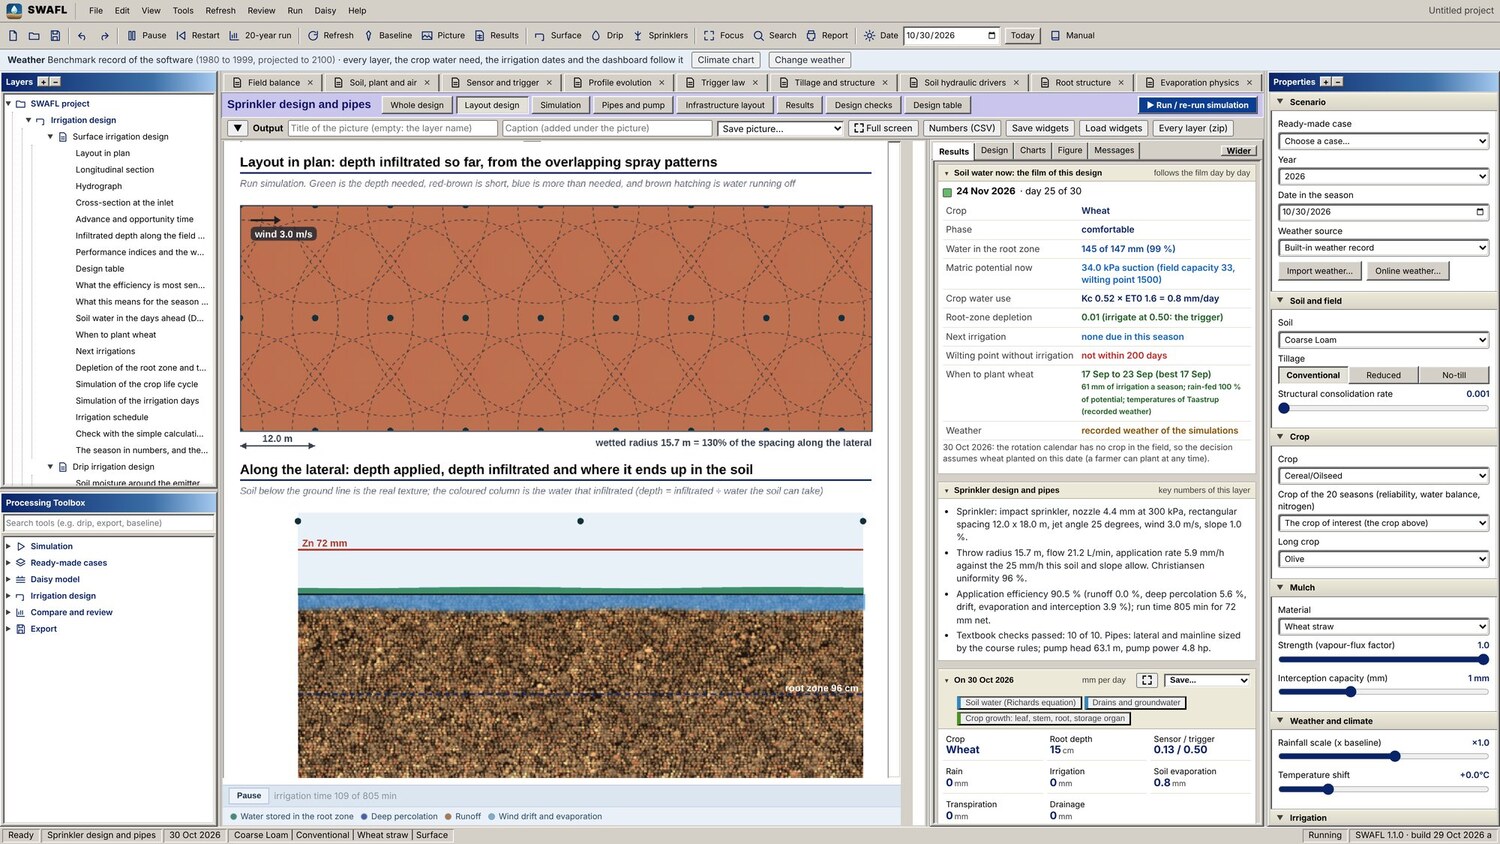 SWAFL
File Edit View Tools Refresh Review Run Daisy Help
Untitled project
Pause Restart 20-year run Refresh Baseline Picture Results Surface Drip Sprinklers Focus Search Report Date 10/30/2026 Today Manual
Weather Benchmark record of the software (1980 to 1999, projected to 2100) · every layer, the crop water need, the irrigation dates and the dashboard follow it Climate chart Change weather
Layers
SWAFL project
Irrigation design
Surface irrigation design
Layout in plan
Longitudinal section
Hydrograph
Cross-section at the inlet
Advance and opportunity time
Infiltrated depth along the field ...
Performance indices and the w...
Design table
What the efficiency is most sen...
What this means for the season ...
Soil water in the days ahead (D...
When to plant wheat
Next irrigations
Depletion of the root zone and t...
Simulation of the crop life cycle
Simulation of the irrigation days
Irrigation schedule
Check with the simple calculati...
The season in numbers, and the...
Drip irrigation design
Soil moisture around the emitter
Processing Toolbox
Search tools (e.g. drip, export, baseline)
Simulation
Ready-made cases
Daisy model
Irrigation design
Compare and review
Export
Field balance × Soil, plant and air × Sensor and trigger × Profile evolution × Trigger law × Tillage and structure × Soil hydraulic drivers × Root structure × Evaporation physics ×
Sprinkler design and pipes Whole design Layout design Simulation Pipes and pump Infrastructure layout Results Design checks Design table ▶ Run / re-run simulation
▼ Output Title of the picture (empty: the layer name) Caption (added under the picture) Save picture... Full screen Numbers (CSV) Save widgets Load widgets Every layer (zip)
Layout in plan: depth infiltrated so far, from the overlapping spray patterns
Run simulation. Green is the depth needed, red-brown is short, blue is more than needed, and brown hatching is water running off
wind 3.0 m/s
12.0 m
wetted radius 15.7 m = 130% of the spacing along the lateral
Along the lateral: depth applied, depth infiltrated and where it ends up in the soil
Soil below the ground line is the real texture; the coloured column is the water that infiltrated (depth = infiltrated ÷ water the soil can take)
Zn 72 mm
root zone 96 cm
Pause irrigation time 109 of 805 min
Water stored in the root zone Deep percolation Runoff Wind drift and evaporation
Results Design Charts Figure Messages Wider
Soil water now: the film of this design follows the film day by day
24 Nov 2026 · day 25 of 30
Crop Wheat
Phase comfortable
Water in the root zone 145 of 147 mm (99 %)
Matric potential now 34.0 kPa suction (field capacity 33,
wilting point 1500)
Crop water use Kc 0.52 × ET0 1.6 = 0.8 mm/day
Root-zone depletion 0.01 (irrigate at 0.50: the trigger)
Next irrigation none due in this season
Wilting point without irrigation not within 200 days
When to plant wheat 17 Sep to 23 Sep (best 17 Sep)
61 mm of irrigation a season; rain-fed 100 %
of potential; temperatures of Taastrup
(recorded weather)
Weather recorded weather of the simulations
30 Oct 2026: the rotation calendar has no crop in the field, so the decision
assumes wheat planted on this date (a farmer can plant at any time).
Sprinkler design and pipes key numbers of this layer
• Sprinkler: impact sprinkler, nozzle 4.4 mm at 300 kPa, rectangular
spacing 12.0 x 18.0 m, jet angle 25 degrees, wind 3.0 m/s, slope 1.0
%.
• Throw radius 15.7 m, flow 21.2 L/min, application rate 5.9 mm/h
against the 25 mm/h this soil and slope allow. Christiansen
uniformity 96 %.
• Application efficiency 90.5 % (runoff 0.0 %, deep percolation 5.6 %,
drift, evaporation and interception 3.9 %); run time 805 min for 72
mm net.
• Textbook checks passed: 10 of 10. Pipes: lateral and mainline sized
by the course rules; pump head 63.1 m, pump power 4.8 hp.
On 30 Oct 2026 mm per day Save...
Soil water (Richards equation) Drains and groundwater
Crop growth: leaf, stem, root, storage organ
Crop Root depth Sensor / trigger
Wheat 15 cm 0.13 / 0.50
Rain Irrigation Soil evaporation
0 mm 0 mm 0.8 mm
Transpiration Drainage
0 mm 0 mm
Properties
Scenario
Ready-made case
Choose a case...
Year
2026
Date in the season
10/30/2026
Weather source
Built-in weather record
Import weather... Online weather...
Soil and field
Soil
Coarse Loam
Tillage
Conventional Reduced No-till
Structural consolidation rate 0.001
Crop
Crop
Cereal/Oilseed
Crop of the 20 seasons (reliability, water balance,
nitrogen)
The crop of interest (the crop above)
Long crop
Olive
Mulch
Material
Wheat straw
Strength (vapour-flux factor) 1.0
Interception capacity (mm) 1 mm
Weather and climate
Rainfall scale (x baseline) ×1.0
Temperature shift +0.0°C
Irrigation
Ready Sprinkler design and pipes 30 Oct 2026 Coarse Loam | Conventional | Wheat straw | Surface Running SWAFL 1.1.0 · build 29 Oct 2026 a